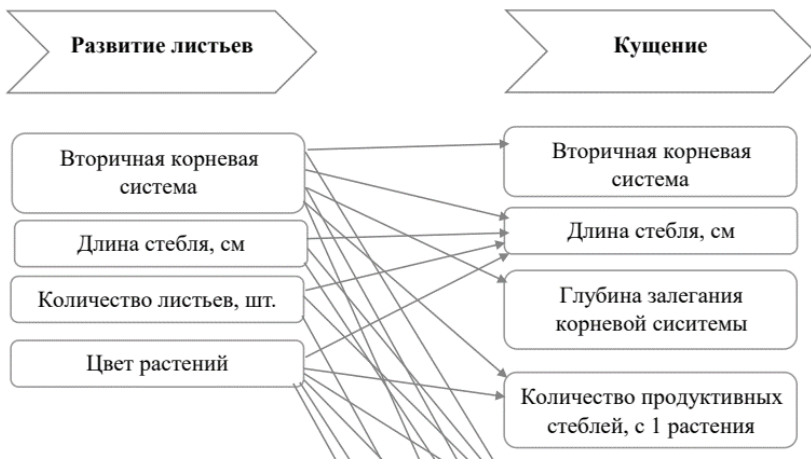 Развитие листьев
Кущение
Вторичная корневая
система
Длина стебля, см
Количество листьев, шт.
Цвет растений
Вторичная корневая
система
Длина стебля, см
Глубина залегания
корневой сиситемы
Количество продуктивных
стеблей, с 1 растения